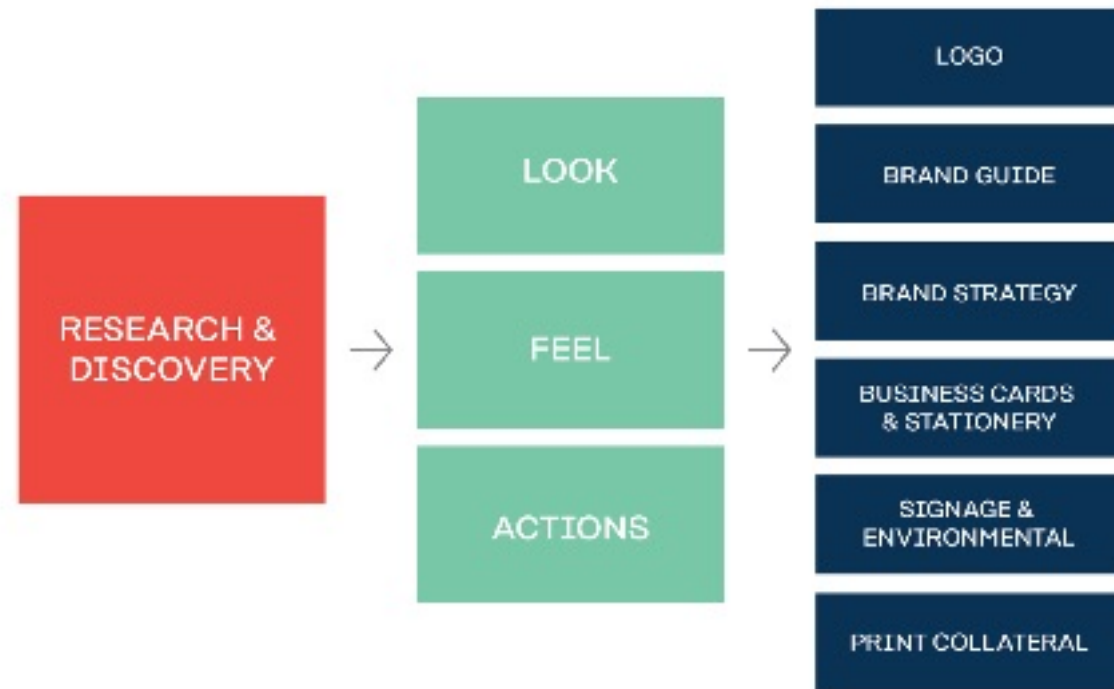 RESEARCH &
DISCOVERY
LOOK
FEEL
ACTIONS
LOGO
BRAND GUIDE
BRAND STRATEGY
BUSINESS CARDS
& STATIONERY
SIGNAGE &
ENVIRONMENTAL
PRINT COLLATERAL